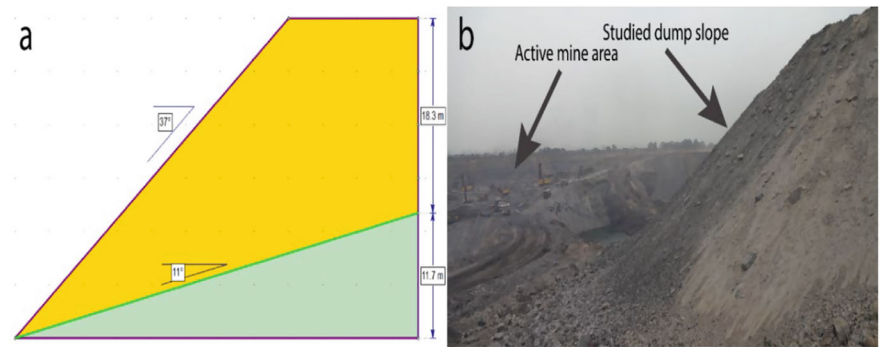 a
37°
18.3 m
11°
11.7 m
b
Studied dump slope
Active mine area